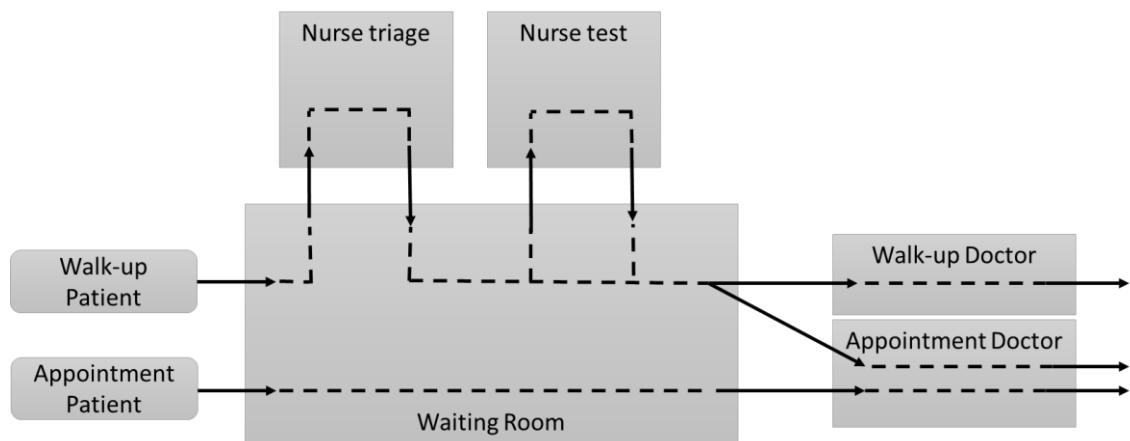 Nurse triage
Nurse test
Walk-up
Patient
Walk-up Doctor
Appointment
Patient
Appointment Doctor
Waiting Room